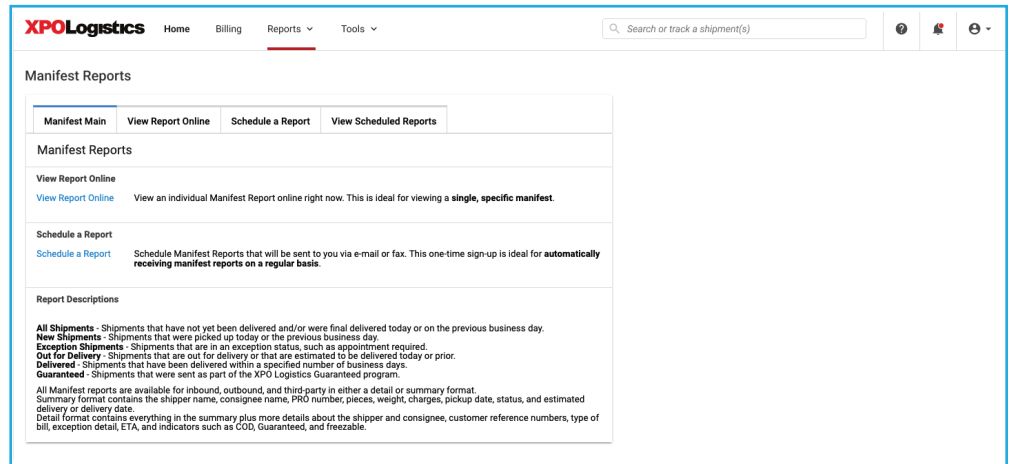 XPOLogistics Home Billing Reports Tools Search or track a shipment(s)
Manifest Reports
Manifest Main View Report Online Schedule a Report View Scheduled Reports
Manifest Reports
View Report Online
View Report Online View an individual Manifest Report online right now. This is ideal for viewing a single, specific manifest.
Schedule a Report
Schedule a Report Schedule Manifest Reports that will be sent to you via e-mail or fax. This one-time sign-up is ideal for automatically
receiving manifest reports on a regular basis.
Report Descriptions
All Shipments - Shipments that have not yet been delivered and/or were final delivered today or on the previous business day.
New Shipments - Shipments that were picked up today or the previous business day.
Exception Shipments - Shipments that are in an exception status, such as appointment required.
Out for Delivery - Shipments that are out for delivery or that are estimated to be delivered today or prior.
Delivered - Shipments that have been delivered within a specified number of business days.
Guaranteed - Shipments that were sent as part of the XPO Logistics Guaranteed program.
All Manifest reports are available for inbound, outbound, and third-party in either a detail or summary format.
Summary format contains the shipper name, consignee name, PRO number, pieces, weight, charges, pickup date, status, and estimated
delivery or delivery date.
Detail format contains everything in the summary plus more details about the shipper and consignee, customer reference numbers, type of
bill, exception detail, ETA, and indicators such as COD, Guaranteed, and freezable.